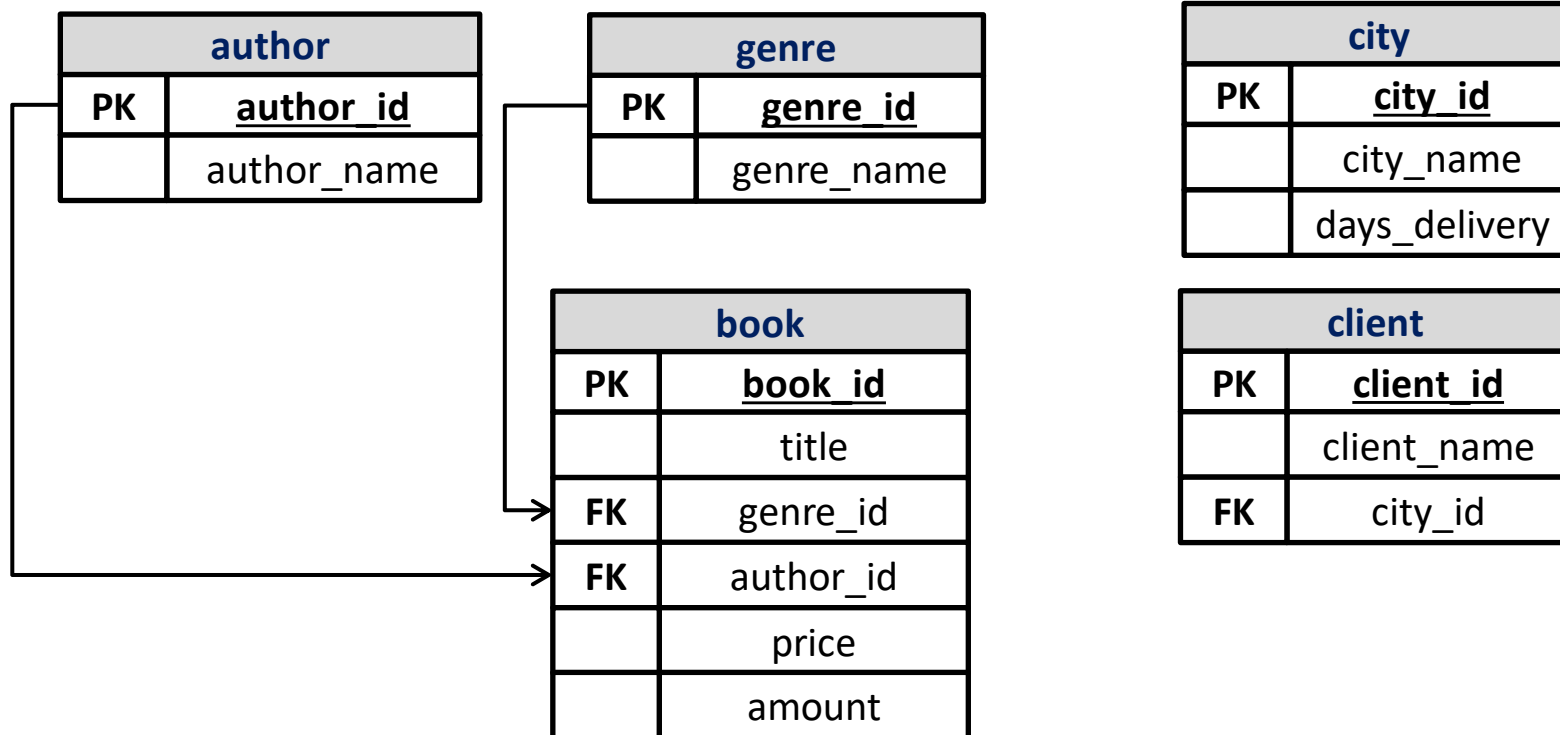 author
PK author_id
author_name
genre
PK genre_id
genre_name
city
PK city_id
city_name
days_delivery
book
PK book_id
title
FK genre_id
FK author_id
price
amount
client
PK client_id
client_name
FK city_id